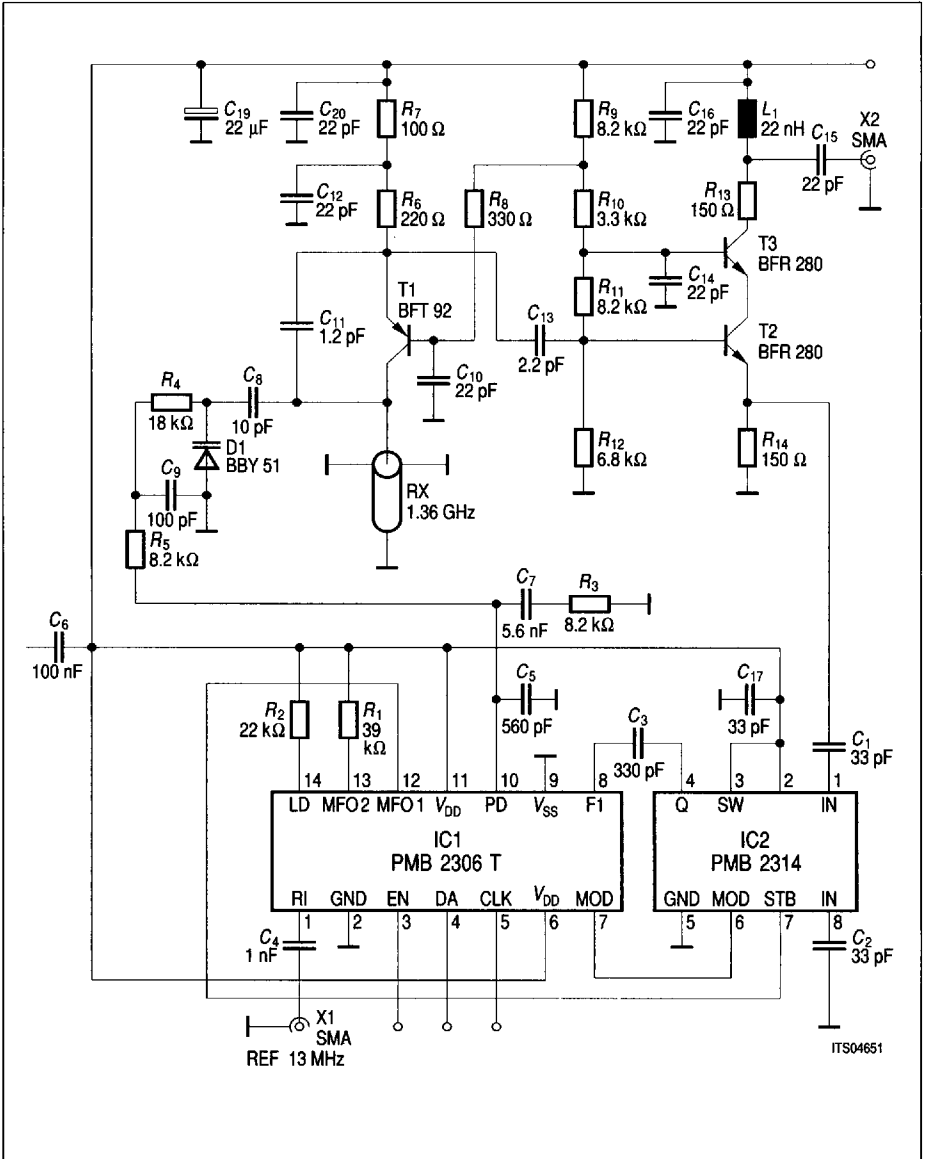 C19
22 µF
C20
22 pF
R7
100 Ω
R9
8.2 kΩ
C16
22 pF
L1
22 nH
X2
SMA
C15
22 pF
C12
22 pF
R6
220 Ω
R8
330 Ω
R10
3.3 kΩ
R13
150 Ω
T3
BFR 280
C14
22 pF
R11
8.2 kΩ
T1
BFT 92
C11
1.2 pF
C13
2.2 pF
T2
BFR 280
C10
22 pF
R4
18 kΩ
C8
10 pF
D1
BBY 51
C9
100 pF
R5
8.2 kΩ
RX
1.36 GHz
R12
6.8 kΩ
R14
150 Ω
C7
5.6 nF
R3
8.2 kΩ
C6
100 nF
R2
22 kΩ
R1
39
kΩ
C5
560 pF
C3
330 pF
C17
33 pF
C1
33 pF
14 13 12 11 10 9 8
LD MFO2 MFO1 VDD PD VSS F1
IC1
PMB 2306 T
RI GND EN DA CLK VDD MOD
1 2 3 4 5 6 7
4 3 2 1
Q SW IN
IC2
PMB 2314
GND MOD STB IN
5 6 7 8
C4
1 nF
C2
33 pF
X1
SMA
REF 13 MHz
ITS04651